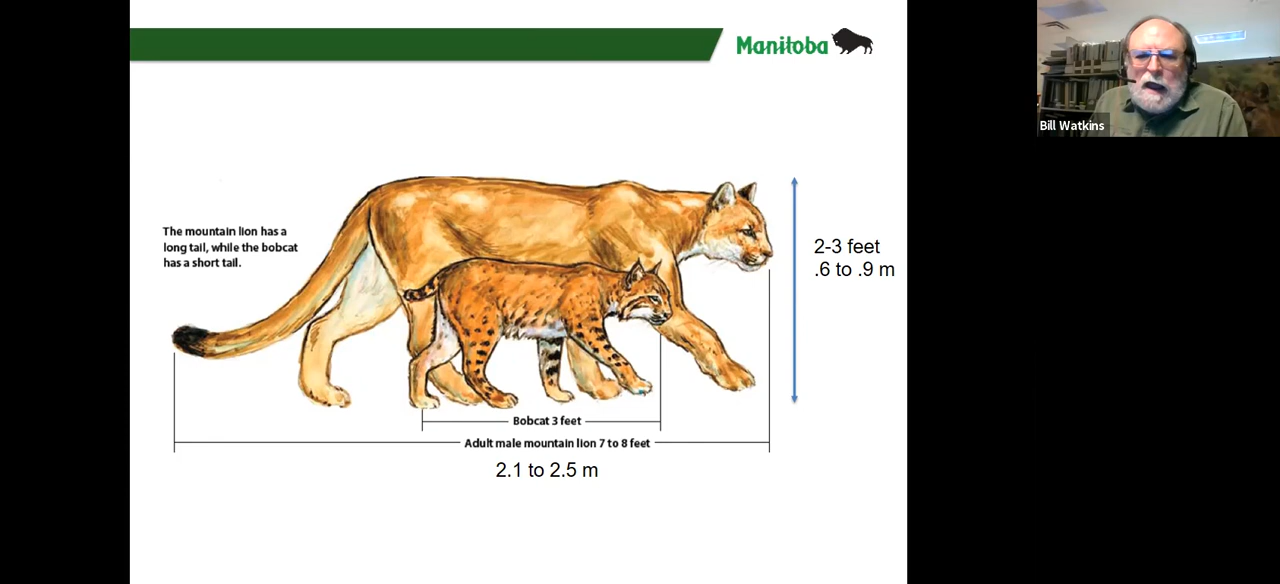 Manitoba
Bill Watkins
The mountain lion has a
long tail, while the bobcat
has a short tail.
2-3 feet
.6 to .9 m
Bobcat 3 feet
Adult male mountain lion 7 to 8 feet
2.1 to 2.5 m